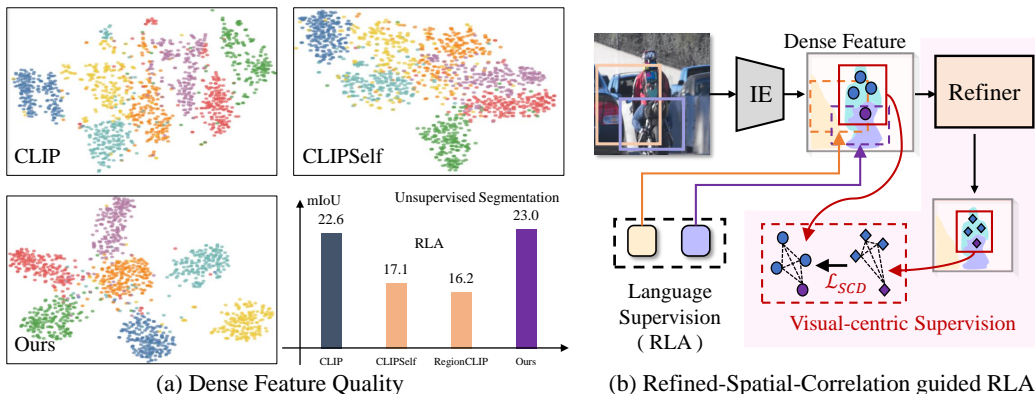 CLIP
CLIPSelf
Ours
mIoU
Unsupervised Segmentation
22.6
RLA
17.1
16.2
23.0
CLIP
CLIPSelf
RegionCLIP
Ours
(a) Dense Feature Quality
Dense Feature
IE
Refiner
Language
Supervision
( RLA )
ℒ_SCD
Visual-centric Supervision
(b) Refined-Spatial-Correlation guided RLA